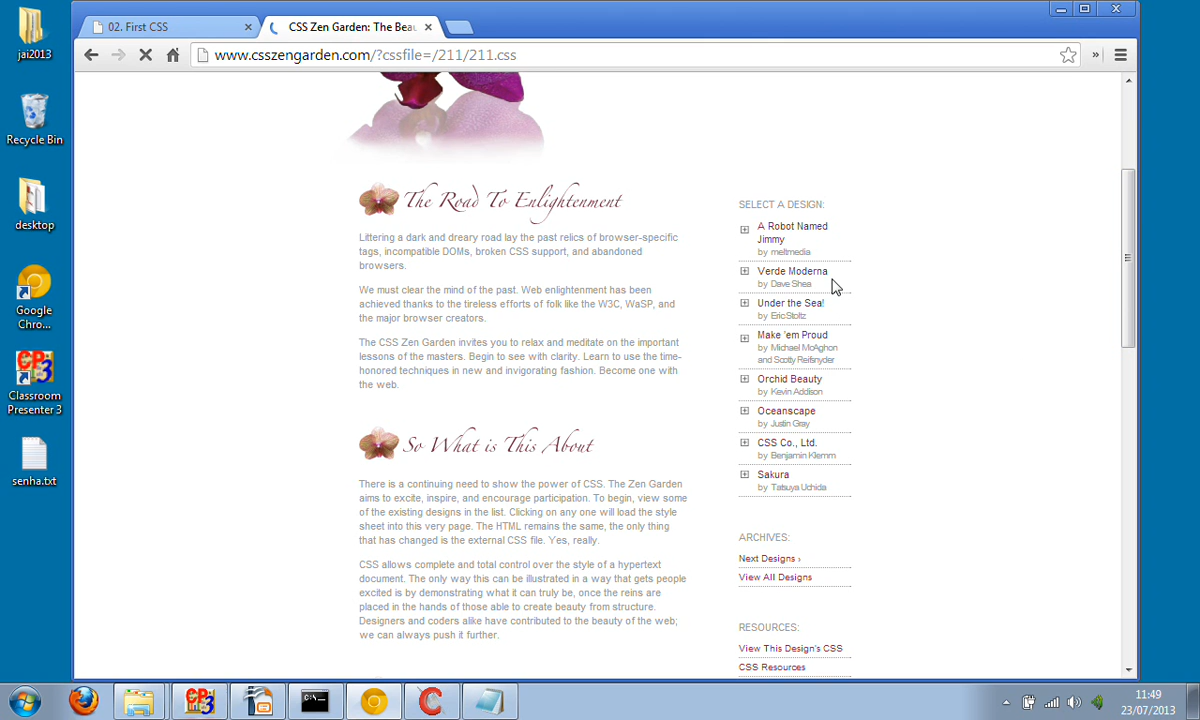 jai2013
Recycle Bin
desktop
Google
Chro...
Classroom
Presenter 3
senha.txt
02. First CSS
CSS Zen Garden: The Beau
www.csszengarden.com/?cssfile=/211/211.css
The Road To Enlightenment
Littering a dark and dreary road lay the past relics of browser-specific
tags, incompatible DOMs, broken CSS support, and abandoned
browsers.
We must clear the mind of the past. Web enlightenment has been
achieved thanks to the tireless efforts of folk like the W3C, WaSP, and
the major browser creators.
The CSS Zen Garden invites you to relax and meditate on the important
lessons of the masters. Begin to see with clarity. Learn to use the time-
honored techniques in new and invigorating fashion. Become one with
the web.
So What is This About
There is a continuing need to show the power of CSS. The Zen Garden
aims to excite, inspire, and encourage participation. To begin, view some
of the existing designs in the list. Clicking on any one will load the style
sheet into this very page. The HTML remains the same, the only thing
that has changed is the external CSS file. Yes, really.
CSS allows complete and total control over the style of a hypertext
document. The only way this can be illustrated in a way that gets people
excited is by demonstrating what it can truly be, once the reins are
placed in the hands of those able to create beauty from structure.
Designers and coders alike have contributed to the beauty of the web;
we can always push it further.
SELECT A DESIGN:
A Robot Named
Jimmy
by meltmedia
Verde Moderna
by Dave Shea
Under the Sea!
by Eric Stoltz
Make 'em Proud
by Michael McAghon
and Scotty Reifsnyder
Orchid Beauty
by Kevin Addison
Oceanscape
by Justin Gray
CSS Co., Ltd.
by Benjamin Klemm
Sakura
by Tatsuya Uchida
ARCHIVES:
Next Designs ›
View All Designs
RESOURCES:
View This Design's CSS
CSS Resources
11:49
23/07/2013